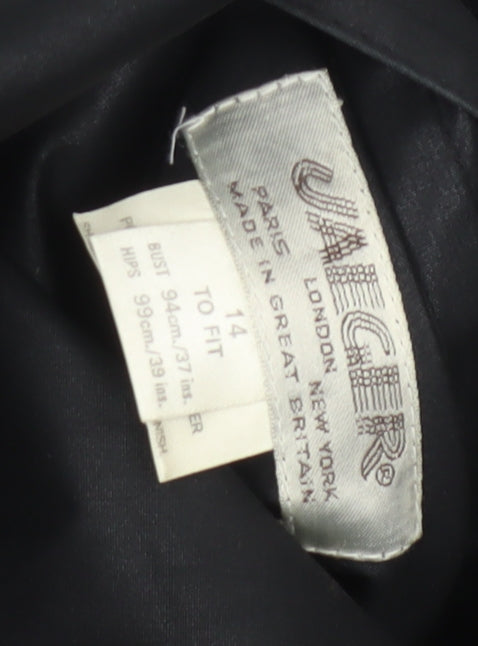 JAEGER®
PARIS LONDON NEW YORK
MADE IN GREAT BRITAIN
14
TO FIT
BUST 94cm./37 ins.
HIPS 99cm./39 ins.